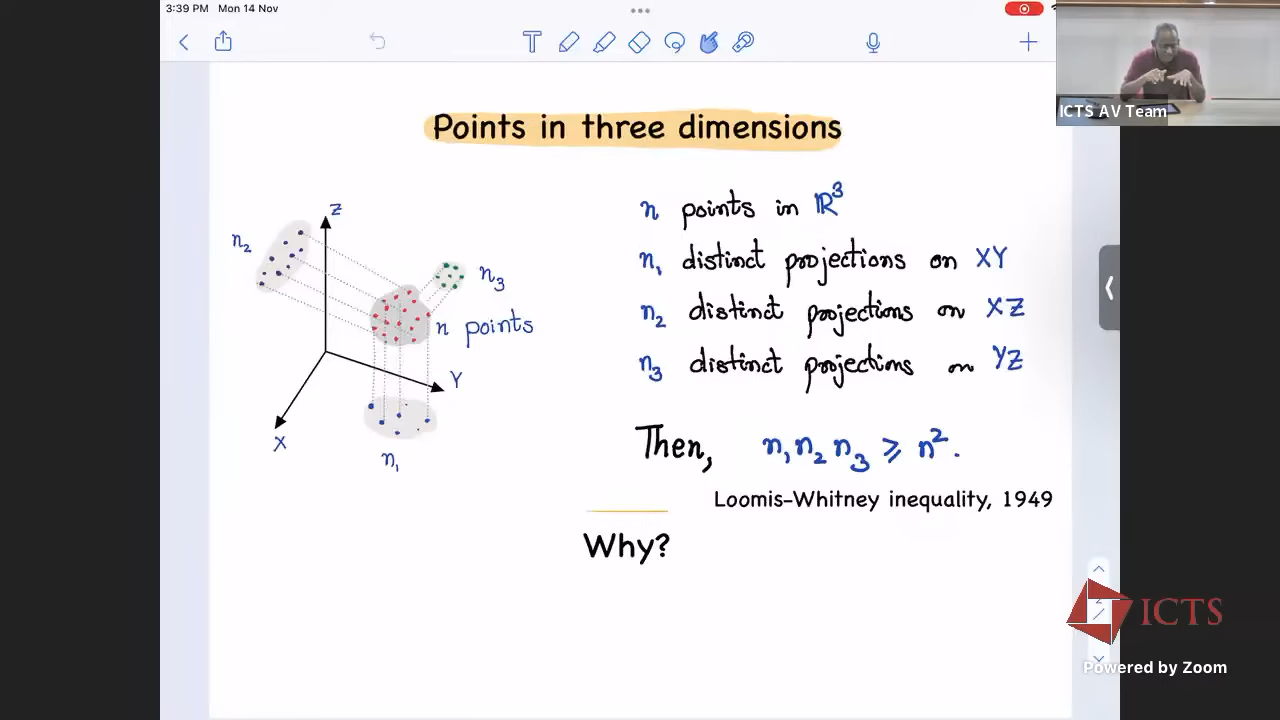 3:39 PM Mon 14 Nov
ICTS AV Team
Points in three dimensions
Z
n₂
n₃
n points
Y
X
n₁
n points in ℝ³
n₁ distinct projections on XY
n₂ distinct projections on XZ
n₃ distinct projections on YZ
Then, n₁n₂n₃ ⩾ n².
Loomis-Whitney inequality, 1949
Why?
ICTS
Powered by Zoom